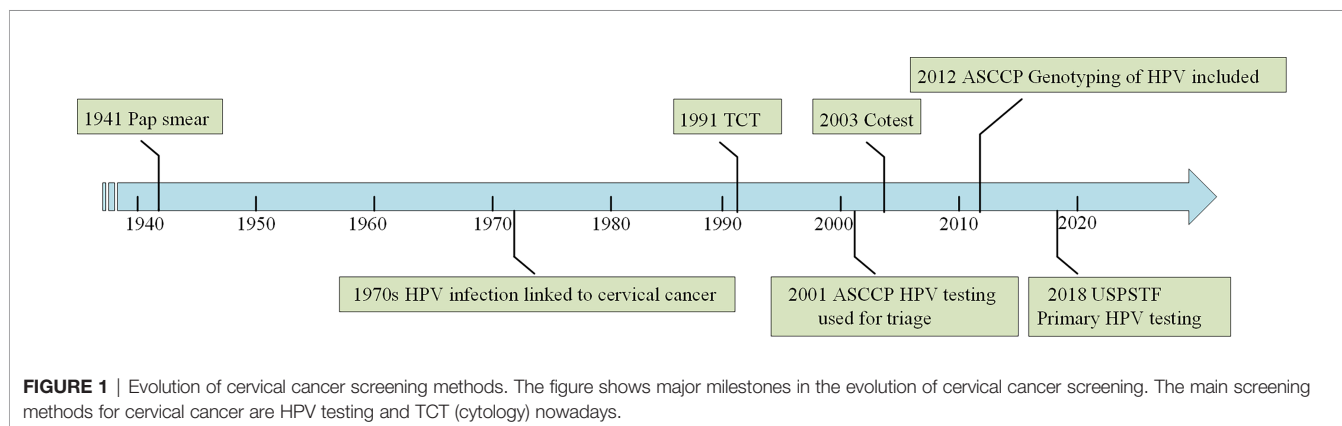 2012 ASCCP Genotyping of HPV included
1941 Pap smear
1991 TCT
2003 Cotest
1940
1950
1960
1970
1980
1990
2000
2010
2020
1970s HPV infection linked to cervical cancer
2001 ASCCP HPV testing
used for triage
2018 USPSTF
Primary HPV testing
FIGURE 1 | Evolution of cervical cancer screening methods. The figure shows major milestones in the evolution of cervical cancer screening. The main screening
methods for cervical cancer are HPV testing and TCT (cytology) nowadays.